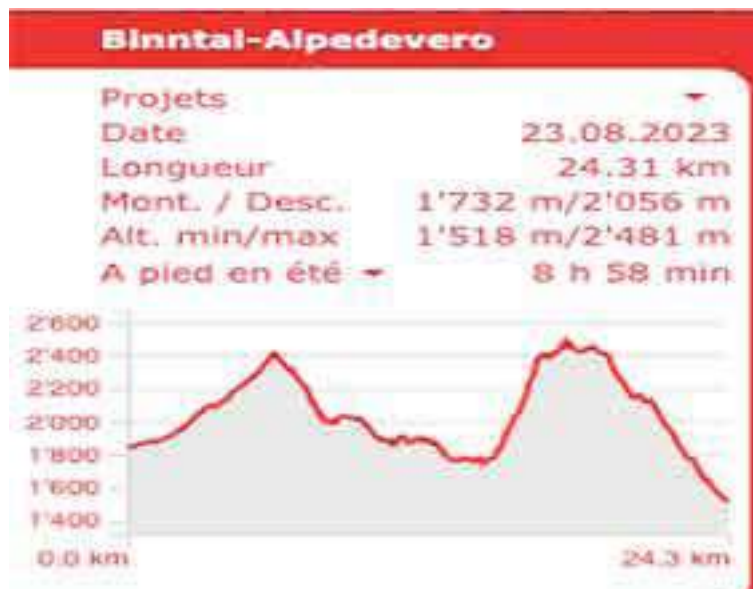 Binntal-Alpedevero
Projets
Date 23.08.2023
Longueur 24.31 km
Mont. / Desc. 1'732 m/2'056 m
Alt. min/max 1'518 m/2'481 m
A pied en été 8 h 58 min
2'600
2'400
2'200
2'000
1'800
1'600
1'400
0.0 km 24.3 km